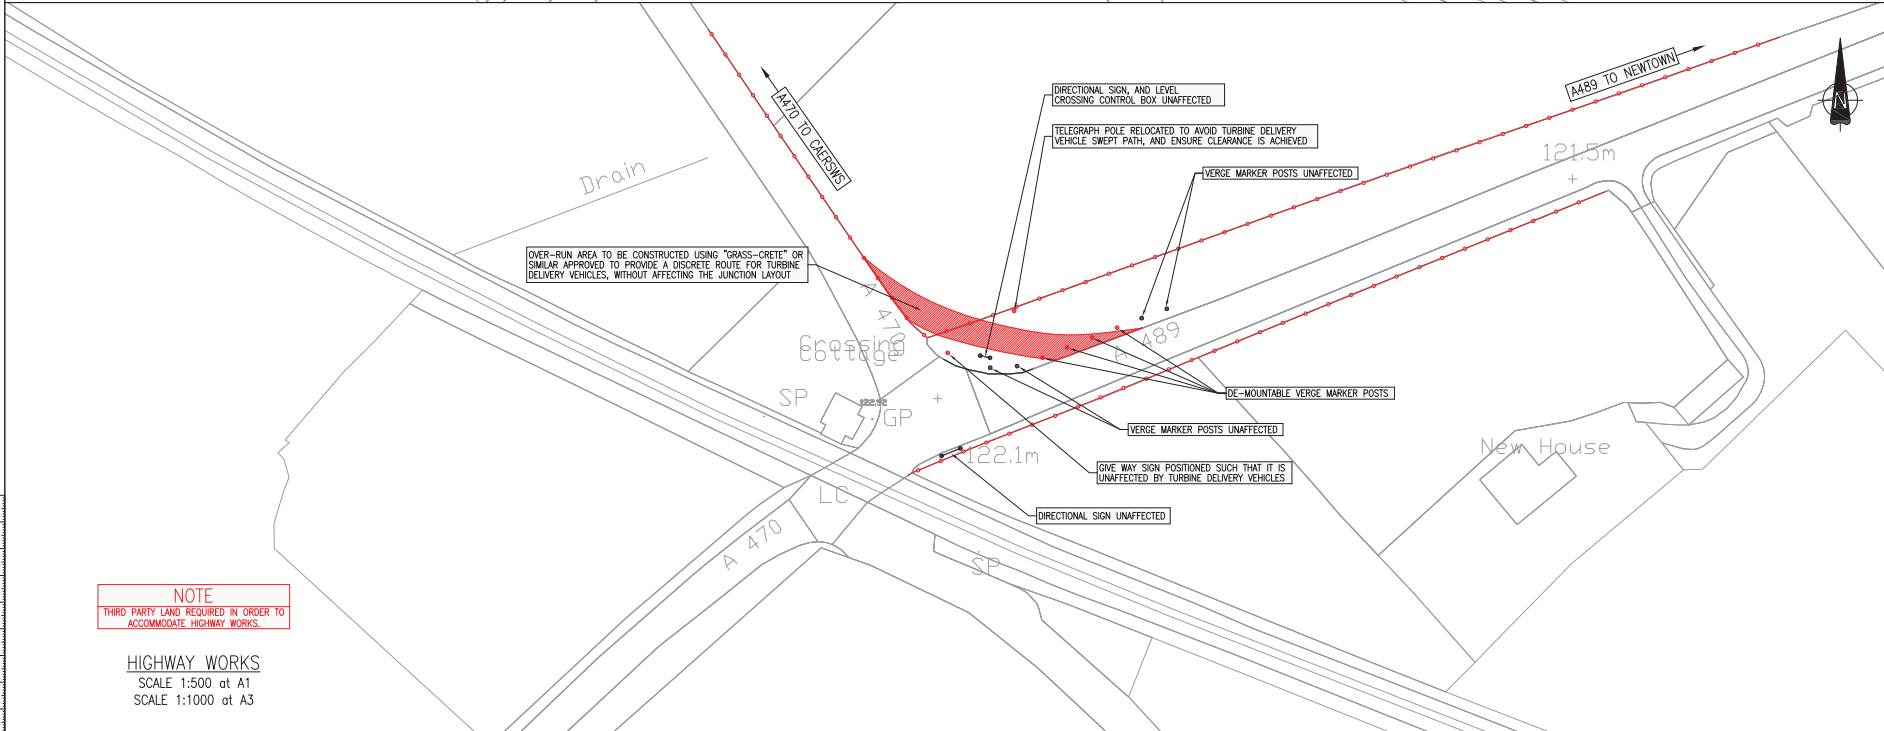 A470 TO CAERSWS
A489 TO NEWTOWN
N
DIRECTIONAL SIGN, AND LEVEL
CROSSING CONTROL BOX UNAFFECTED
TELEGRAPH POLE RELOCATED TO AVOID TURBINE DELIVERY
VEHICLE SWEPT PATH, AND ENSURE CLEARANCE IS ACHIEVED
VERGE MARKER POSTS UNAFFECTED
121.5m
Drain
OVER-RUN AREA TO BE CONSTRUCTED USING "GRASS-CRETE" OR
SIMILAR APPROVED TO PROVIDE A DISCRETE ROUTE FOR TURBINE
DELIVERY VEHICLES, WITHOUT AFFECTING THE JUNCTION LAYOUT
A 470
A 489
Crossing
Cottage
SP
122.92
GP
DE-MOUNTABLE VERGE MARKER POSTS
VERGE MARKER POSTS UNAFFECTED
122.1m
GIVE WAY SIGN POSITIONED SUCH THAT IT IS
UNAFFECTED BY TURBINE DELIVERY VEHICLES
New House
LC
DIRECTIONAL SIGN UNAFFECTED
A 470
SP
NOTE
THIRD PARTY LAND REQUIRED IN ORDER TO
ACCOMMODATE HIGHWAY WORKS.
HIGHWAY WORKS
SCALE 1:500 at A1
SCALE 1:1000 at A3